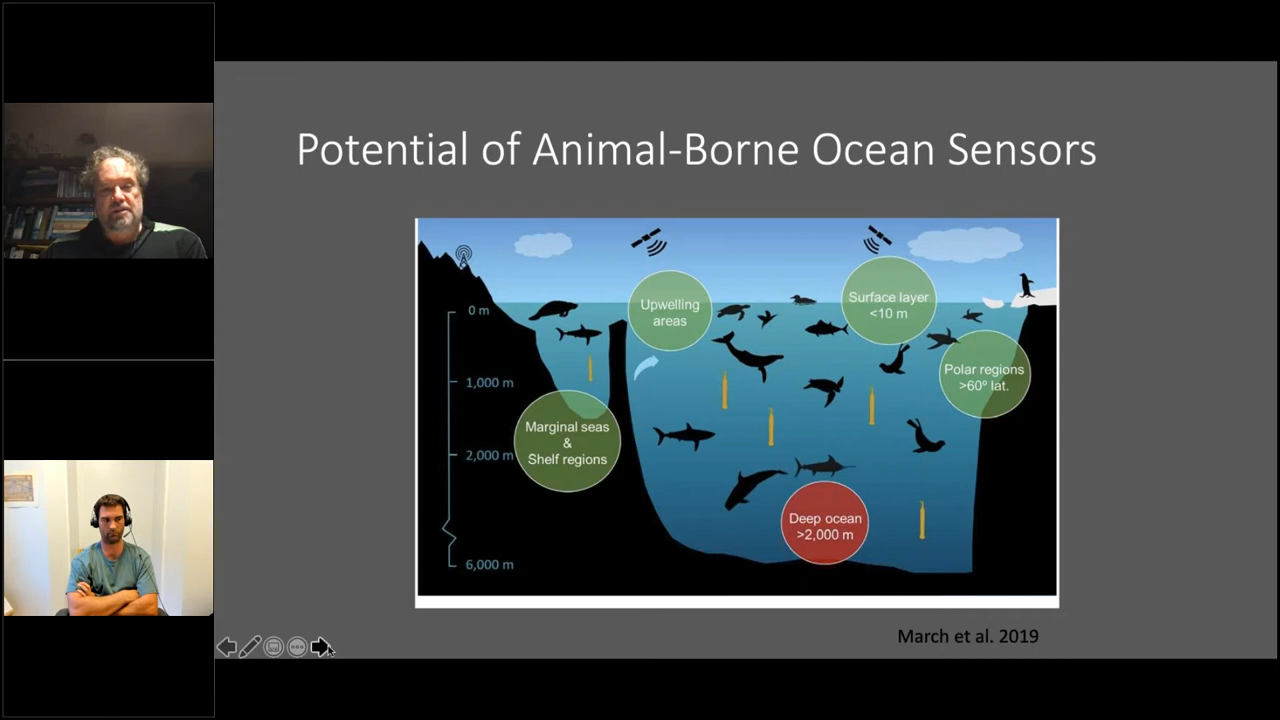 Potential of Animal-Borne Ocean Sensors
Upwelling
areas
Surface layer
<10 m
0 m
Polar regions
>60º lat.
1,000 m
Marginal seas
&
Shelf regions
2,000 m
Deep ocean
>2,000 m
6,000 m
March et al. 2019